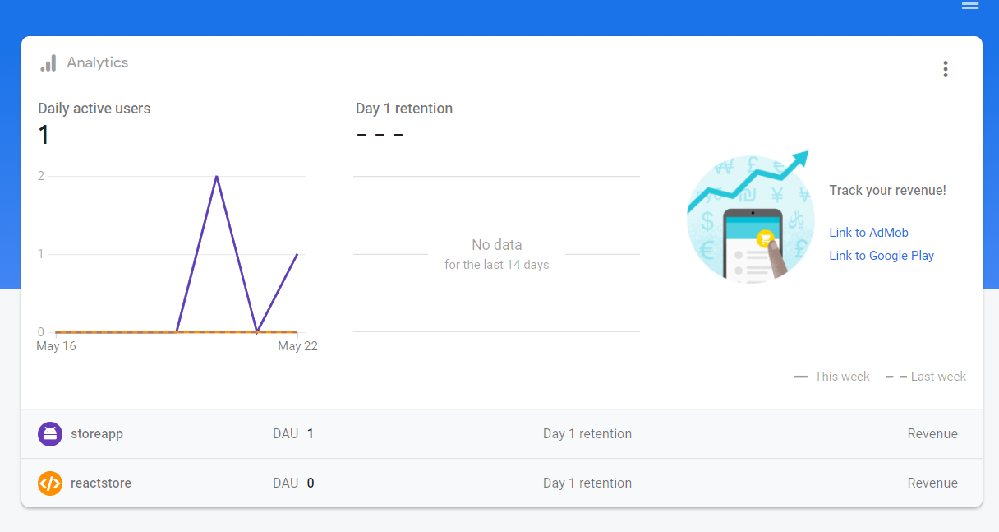 Analytics
Daily active users
1
2
1
0
May 16
May 22
Day 1 retention
- - -
No data
for the last 14 days
Track your revenue!
Link to AdMob
Link to Google Play
This week
Last week
storeapp DAU 1 Day 1 retention Revenue
reactstore DAU 0 Day 1 retention Revenue